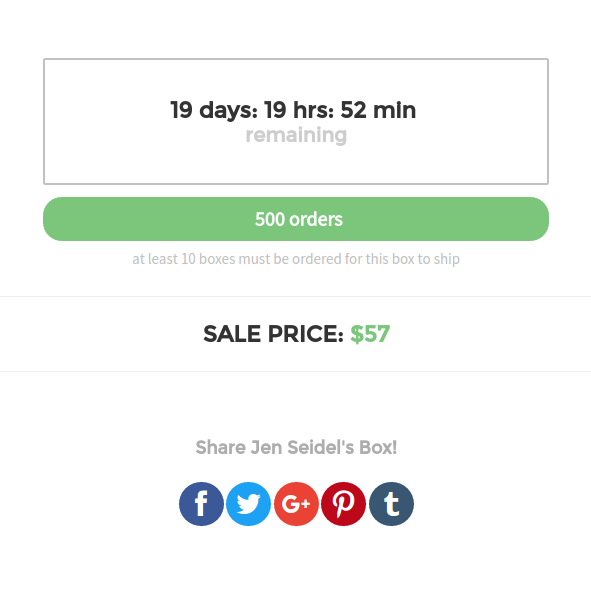 19 days: 19 hrs: 52 min
remaining
500 orders
at least 10 boxes must be ordered for this box to ship
SALE PRICE: $57
Share Jen Seidel's Box!
f G+ t